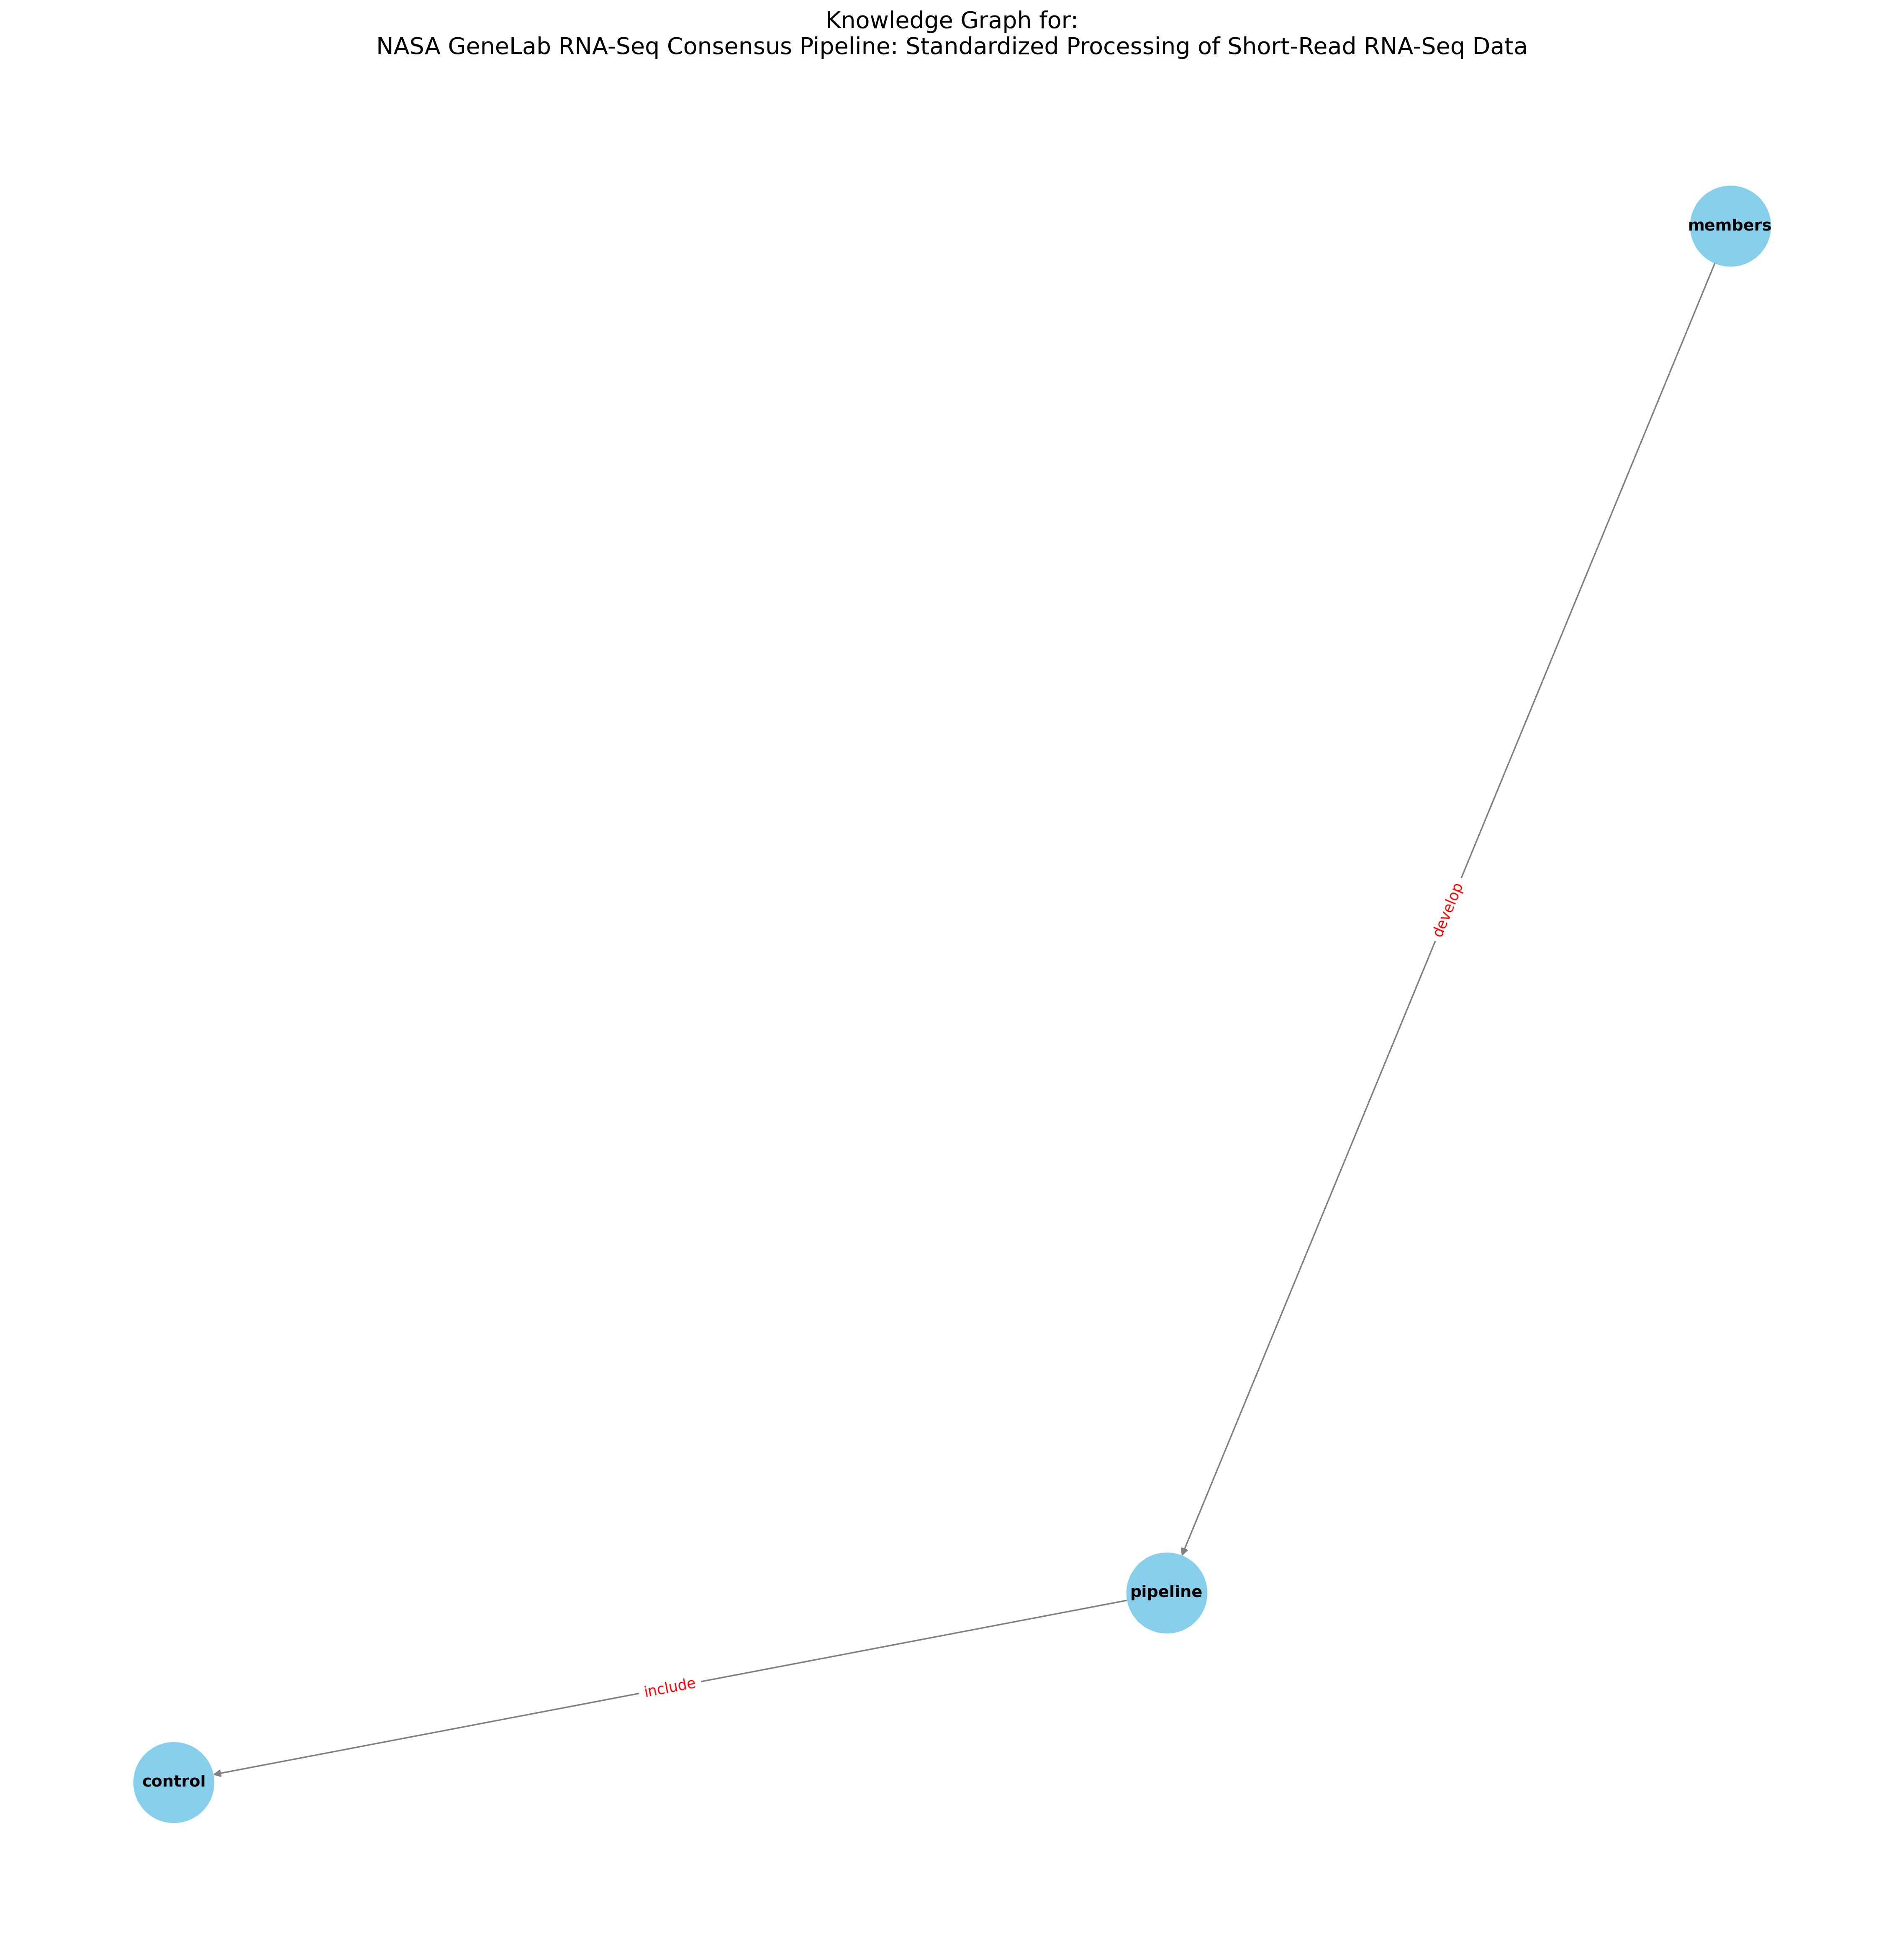 Knowledge Graph for:
NASA GeneLab RNA-Seq Consensus Pipeline: Standardized Processing of Short-Read RNA-Seq Data
members
develop
pipeline
include
control